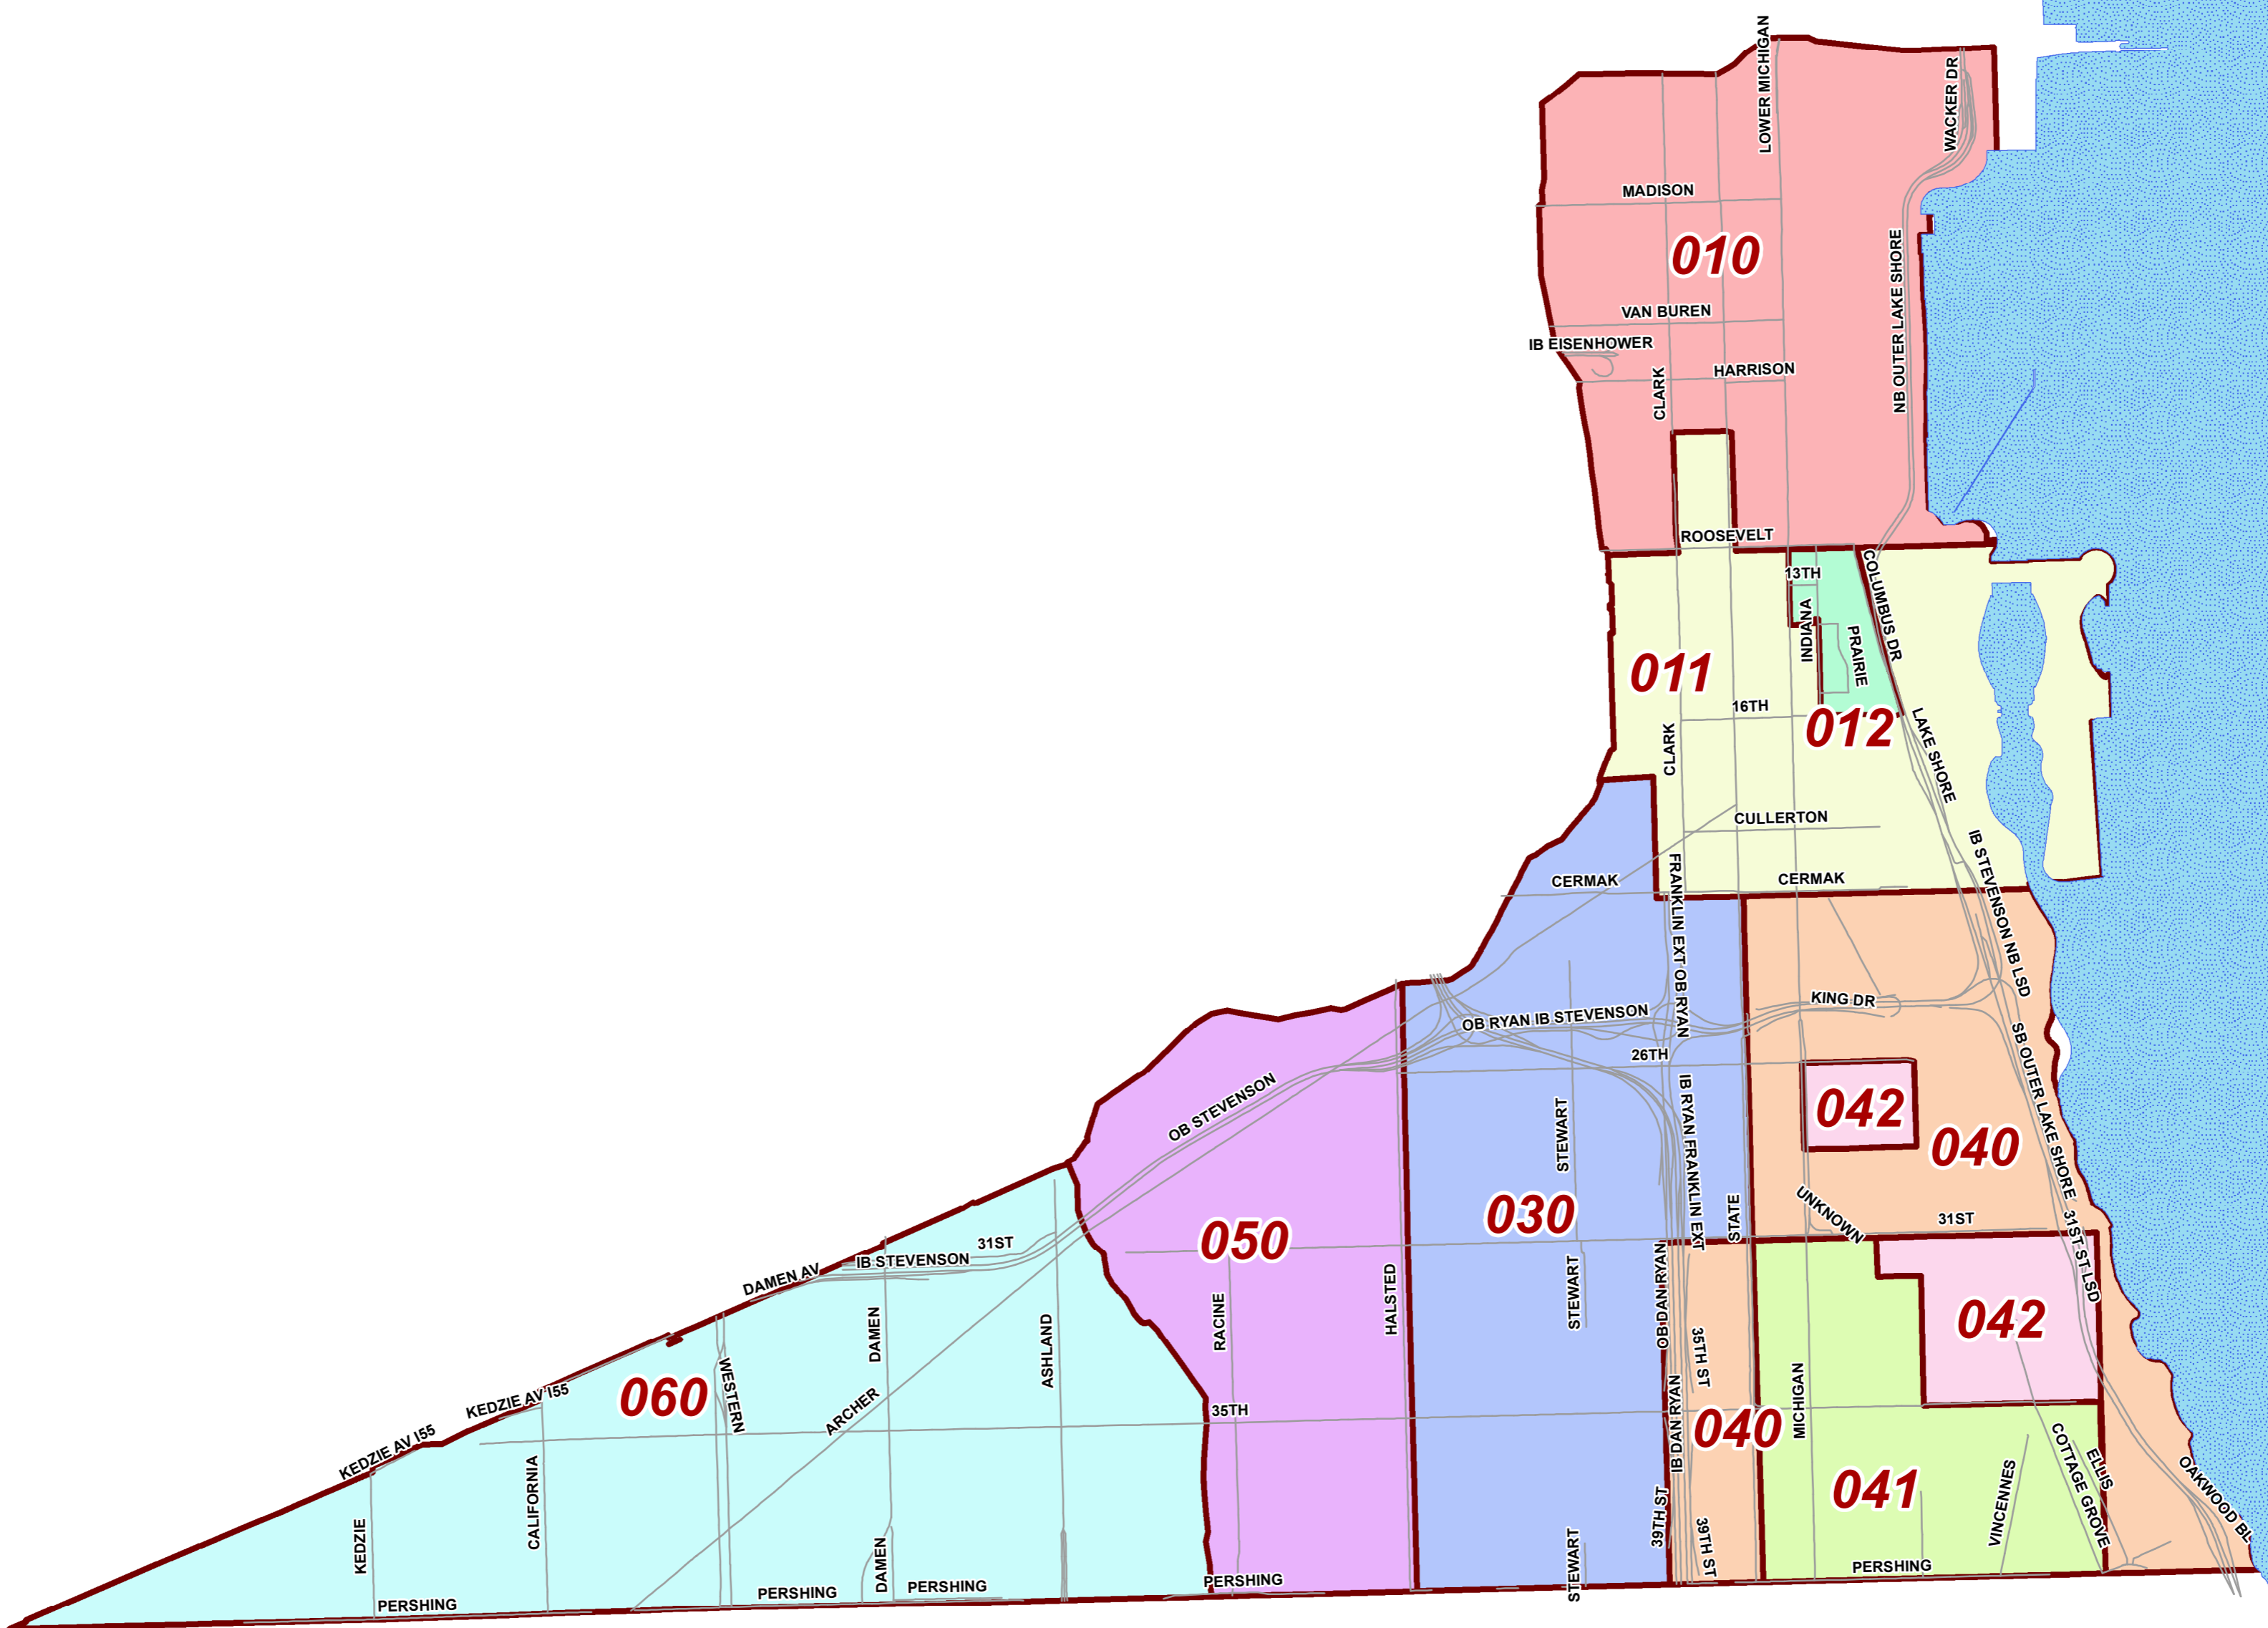 LOWER MICHIGAN
WACKER DR
MADISON
010
NB OUTER LAKE SHORE
VAN BUREN
IB EISENHOWER
HARRISON
CLARK
ROOSEVELT
13TH
COLUMBUS DR
INDIANA
PRAIRIE
011
16TH
012
LAKE SHORE
CLARK
CULLERTON
IB STEVENSON NB LSD
CERMAK
CERMAK
FRANKLIN EXT OB RYAN
KING DR
OB RYAN IB STEVENSON
SB OUTER LAKE SHORE
26TH
OB STEVENSON
IB RYAN FRANKLIN EXT
STEWART
042
040
UNKNOWN
STATE
030
050
31ST
31ST ST LSD
31ST
IB STEVENSON
DAMEN AV
OB DAN RYAN
STEWART
HALSTED
RACINE
DAMEN
ASHLAND
042
35TH ST
WESTERN
MICHIGAN
060
KEDZIE AV I55
ARCHER
35TH
IB DAN RYAN
040
KEDZIE AV I55
COTTAGE GROVE
ELLIS
041
VINCENNES
OAKWOOD BL
CALIFORNIA
KEDZIE
39TH ST
39TH ST
STEWART
DAMEN
PERSHING
PERSHING
PERSHING
PERSHING
PERSHING